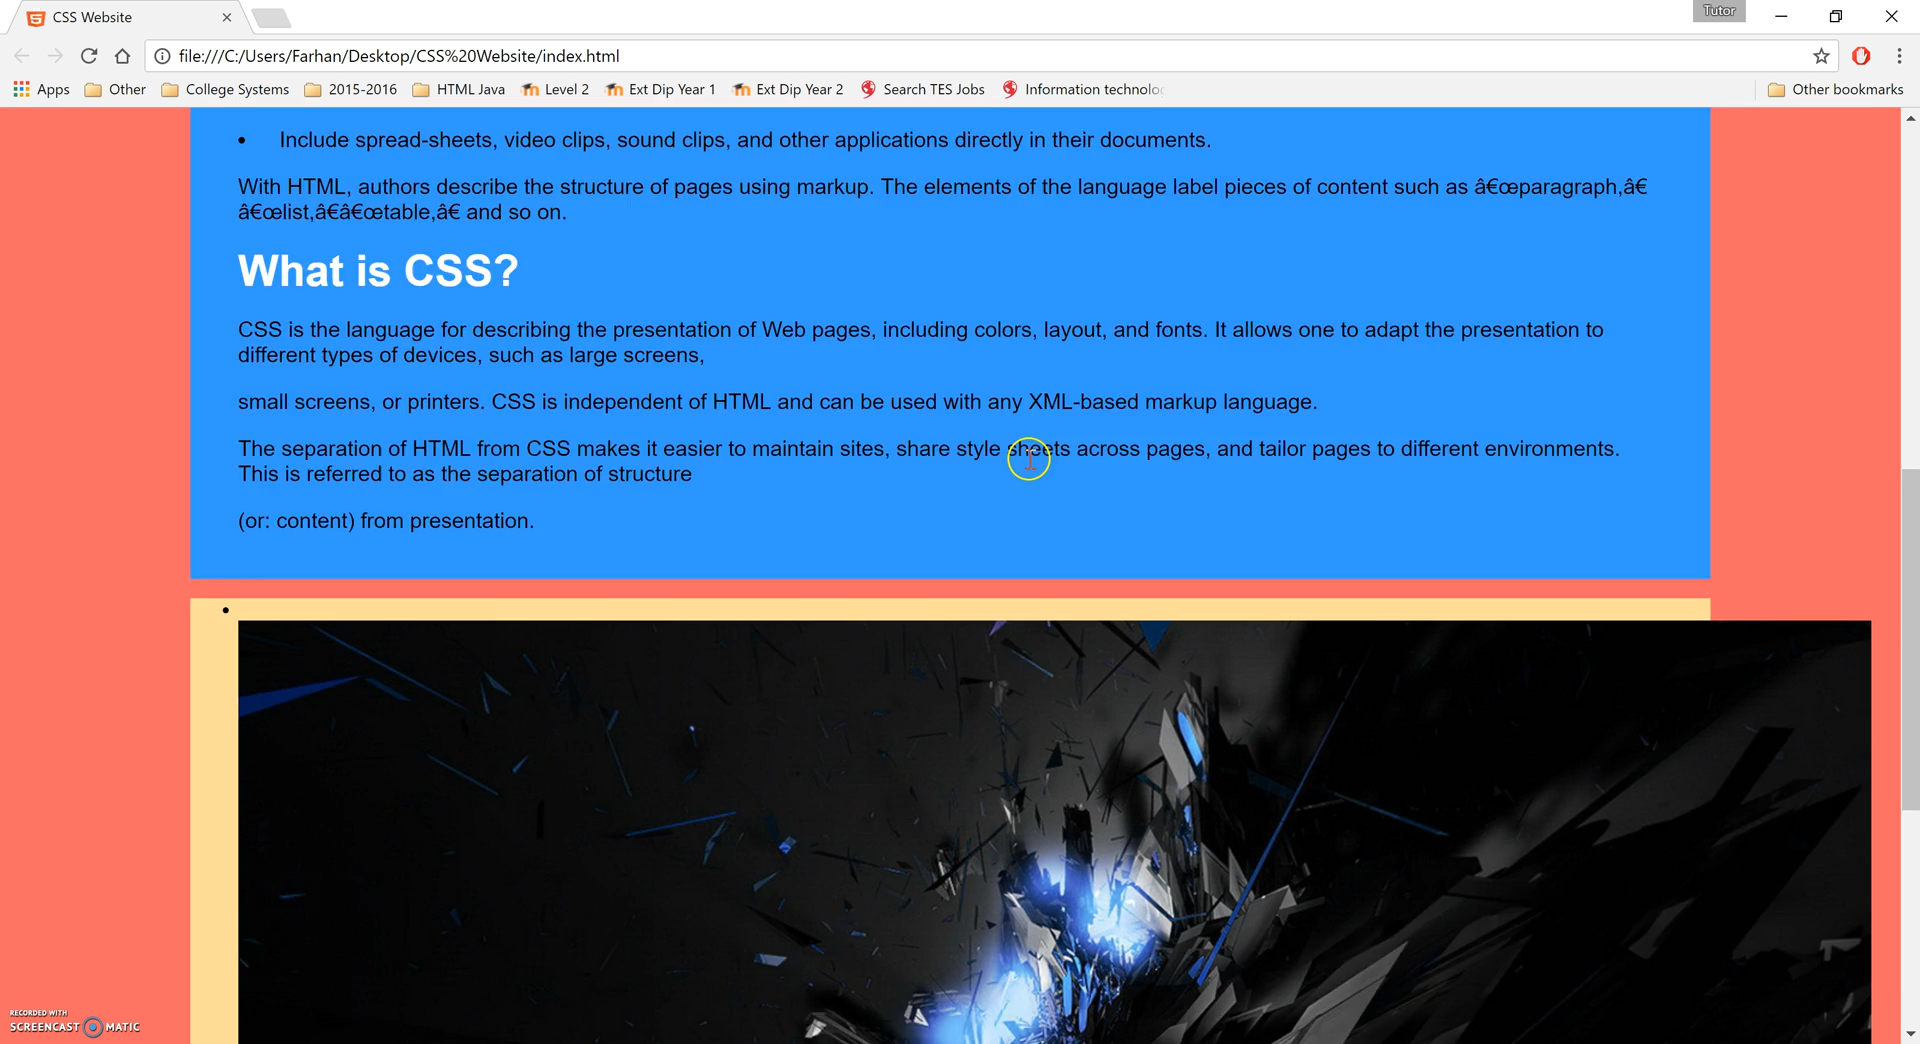 CSS Website
Tutor
file:///C:/Users/Farhan/Desktop/CSS%20Website/index.html
Apps Other College Systems 2015-2016 HTML Java Level 2 Ext Dip Year 1 Ext Dip Year 2 Search TES Jobs Information technolo Other bookmarks
• Include spread-sheets, video clips, sound clips, and other applications directly in their documents.
With HTML, authors describe the structure of pages using markup. The elements of the language label pieces of content such as â€œparagraph,â€
â€œlist,â€â€œtable,â€ and so on.
What is CSS?
CSS is the language for describing the presentation of Web pages, including colors, layout, and fonts. It allows one to adapt the presentation to
different types of devices, such as large screens,
small screens, or printers. CSS is independent of HTML and can be used with any XML-based markup language.
The separation of HTML from CSS makes it easier to maintain sites, share style sheets across pages, and tailor pages to different environments.
This is referred to as the separation of structure
(or: content) from presentation.
•
RECORDED WITH
SCREENCAST MATIC